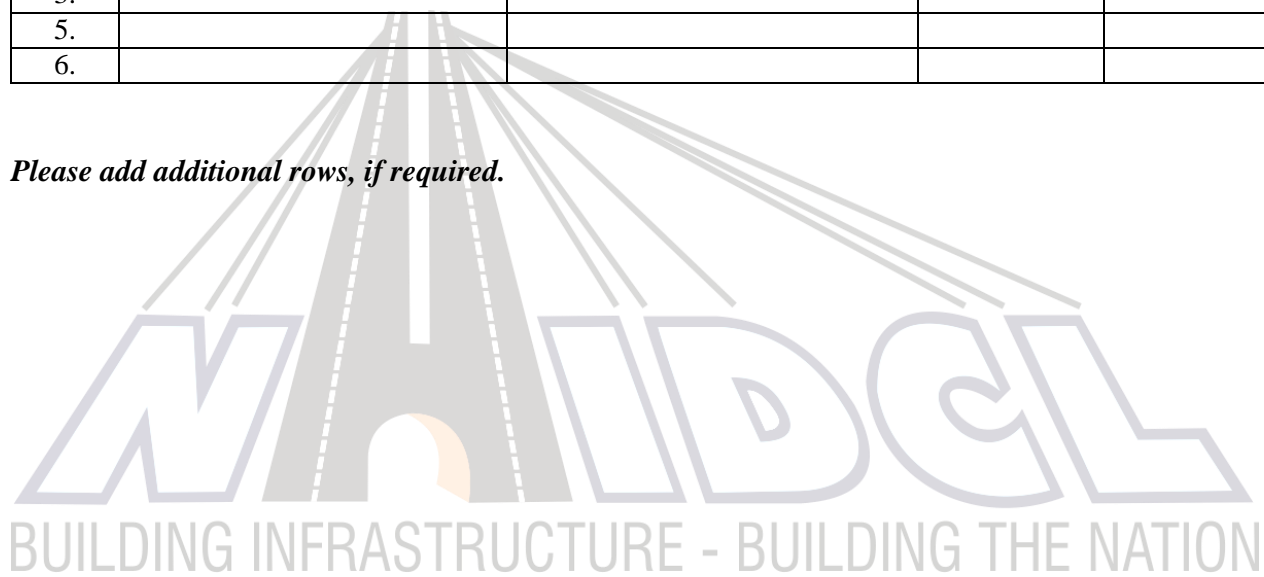 5.
6.
Please add additional rows, if required.
NHIDCL
BUILDING INFRASTRUCTURE - BUILDING THE NATION